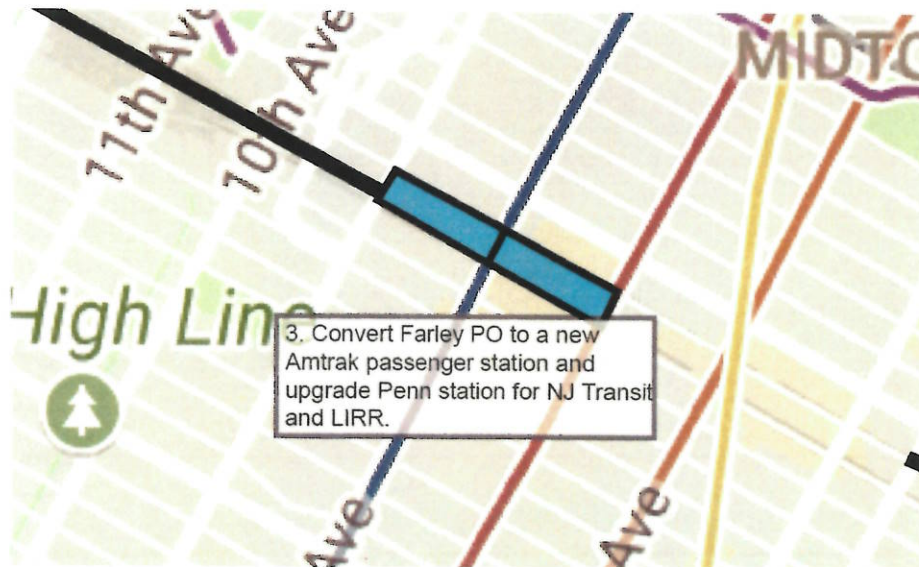 11th Ave
10th Ave
MIDTO
High Line
3. Convert Farley PO to a new
Amtrak passenger station and
upgrade Penn station for NJ Transit
and LIRR.
Ave
Ave